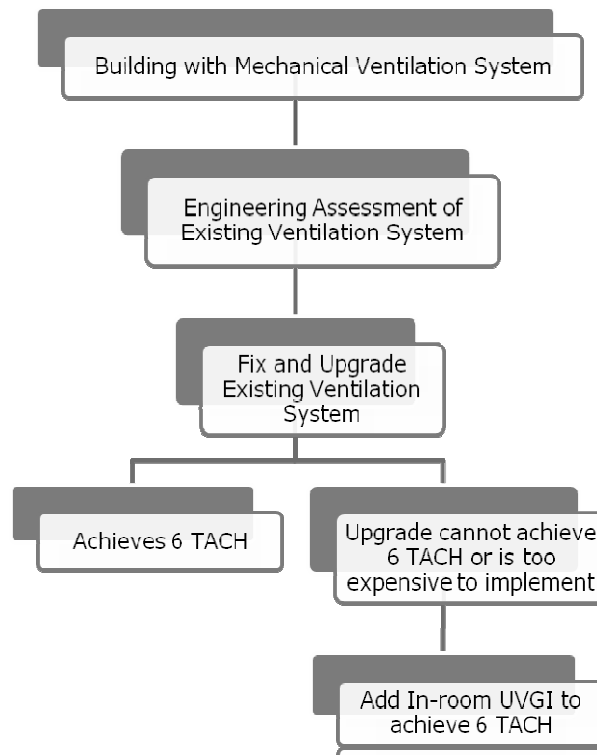 Building with Mechanical Ventilation System
Engineering Assessment of
Existing Ventilation System
Fix and Upgrade
Existing Ventilation
System
Achieves 6 TACH
Upgrade cannot achieve
6 TACH or is too
expensive to implement
Add In-room UVGI to
achieve 6 TACH